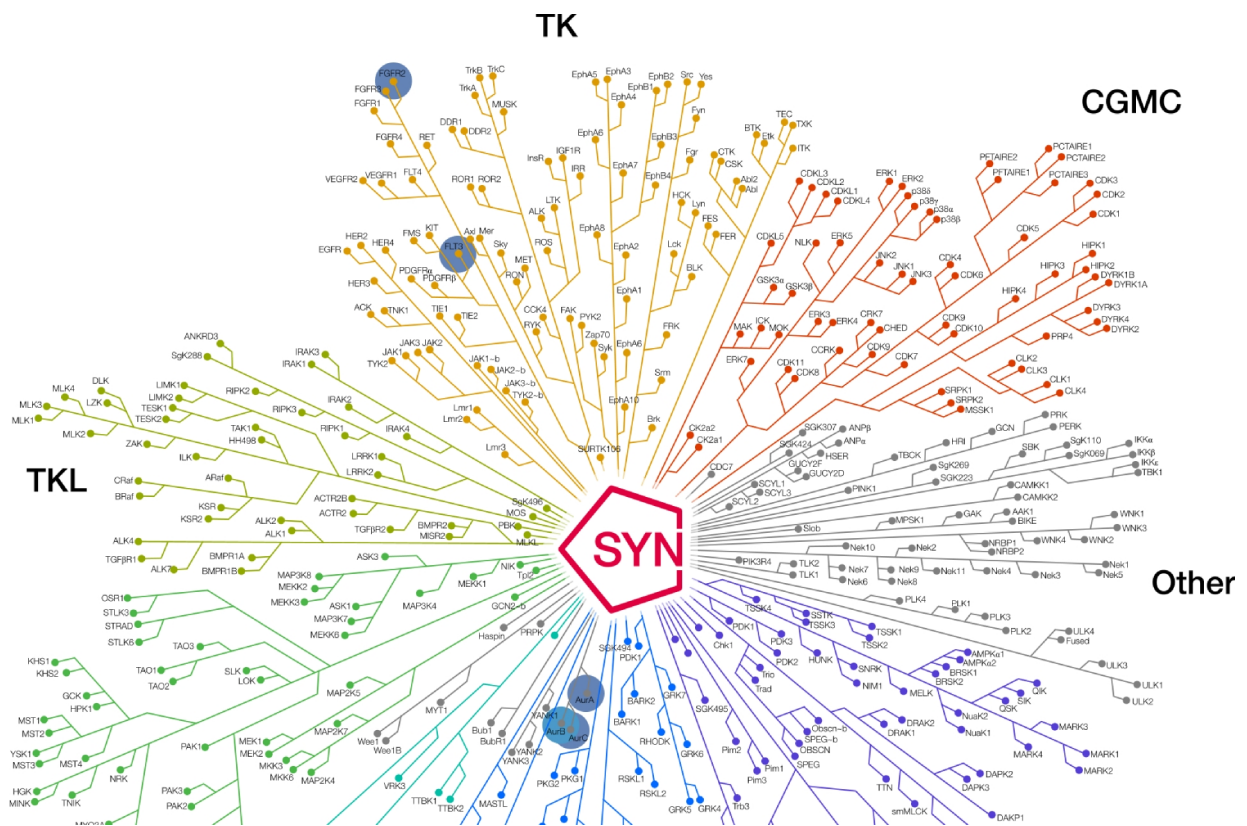 TK
CGMC
TKL
Other
SYN
FGFR2
FGFR3
FGFR1
FGFR4
RET
VEGFR2
VEGFR1
FLT4
TrkB
TrkC
TrkA
MUSK
DDR1
DDR2
ROR1
ROR2
InsR
IGF1R
IRR
LTK
ALK
ROS
EphA5
EphA3
EphA4
EphA6
EphA7
EphB1
EphB2
EphB3
EphB4
EphA8
EphA2
EphA1
EphA6
EphA10
Src
Yes
Fyn
Fgr
HCK
Lyn
Lck
BLK
FRK
Srm
Brk
CTK
CSK
Abl2
Abl
FES
FER
BTK
Etk
TEC
TXK
ITK
HER2
EGFR
HER4
HER3
FMS
KIT
FLT3
Axl
Mer
Sky
PDGFRα
PDGFRβ
MET
RON
ACK
TNK1
TIE1
TIE2
CCK4
RYK
FAK
PYK2
Zap70
Syk
JAK3
JAK2
JAK1
TYK2
JAK1~b
JAK2~b
JAK3~b
TYK2~b
Lmr1
Lmr2
Lmr3
SURTK106
CDKL3
CDKL2
CDKL1
CDKL4
CDKL5
ERK1
ERK2
p38δ
p38γ
p38α
p38β
NLK
ERK5
JNK2
JNK1
JNK3
GSK3α
GSK3β
PCTAIRE1
PCTAIRE2
PCTAIRE3
PFTAIRE2
PFTAIRE1
CDK3
CDK2
CDK1
CDK5
CDK4
CDK6
HIPK1
HIPK2
HIPK3
HIPK4
DYRK1B
DYRK1A
DYRK3
DYRK4
DYRK2
PRP4
MAK
ICK
MOK
ERK3
ERK4
ERK7
CRK7
CHED
CCRK
CDK9
CDK9
CDK10
CDK7
CDK11
CDK8
CLK2
CLK3
CLK1
CLK4
SRPK1
SRPK2
MSSK1
CK2a2
CK2a1
ANKRD3
SgK288
IRAK3
IRAK1
IRAK2
IRAK4
DLK
MLK4
LZK
MLK3
MLK1
MLK2
LIMK1
LIMK2
TESK1
TESK2
RIPK2
RIPK3
RIPK1
ZAK
ILK
TAK1
HH498
LRRK1
LRRK2
CRaf
BRaf
ARaf
KSR
KSR2
ACTR2B
ACTR2
TGFβR2
BMPR2
MISR2
ALK2
ALK1
ALK4
TGFβR1
ALK7
BMPR1A
BMPR1B
SgK496
MOS
PBK
MLKL
CDC7
SGK307
SGK424
ANPβ
ANPα
HSER
GUCY2F
GUCY2D
SCYL1
SCYL3
SCYL2
TBCK
PINK1
HRI
GCN
PRK
PERK
SgK269
SGK223
SBK
SgK110
SgK069
IKKα
IKKβ
IKKε
TBK1
CAMKK1
CAMKK2
Slob
MPSK1
GAK
AAK1
BIKE
WNK1
WNK3
WNK2
WNK4
NRBP1
NRBP2
Nek10
Nek2
PIK3R4
TLK2
TLK1
Nek7
Nek6
Nek9
Nek8
Nek11
Nek4
Nek3
Nek1
Nek5
PLK4
PLK1
PLK3
PLK2
ULK4
Fused
ULK3
ULK1
ULK2
ASK3
NIK
Tpl2
MEKK1
GCN2~b
MAP3K8
MEKK2
MEKK3
ASK1
MAP3K7
MEKK6
MAP3K4
OSR1
STLK3
STRAD
STLK6
TAO3
TAO1
TAO2
SLK
LOK
KHS1
KHS2
GCK
HPK1
MST1
MST2
YSK1
MST3
MST4
HGK
MINK
NRK
TNIK
PAK1
PAK3
PAK2
MAP2K5
MAP2K7
MEK1
MEK2
MKK3
MKK6
MAP2K4
Haspin
PRPK
MYT1
Wee1
Wee1B
Bub1
BubR1
VRK3
TTBK1
TTBK2
MASTL
YANK1
YANK2
YANK3
AurA
AurB
AurC
PKG2
PKG1
SGK494
PDK1
BARK2
BARK1
GRK7
RHODK
GRK6
RSKL1
RSKL2
GRK5
GRK4
Chk1
SGK495
PDK1
TSSK4
SSTK
TSSK3
TSSK1
TSSK2
PDK3
PDK2
HUNK
Trio
Trad
SNRK
NIM1
AMPKα1
AMPKα2
BRSK1
BRSK2
MELK
QIK
SIK
QSK
NuaK2
NuaK1
MARK3
MARK4
MARK1
MARK2
Obscn~b
SPEG~b
OBSCN
SPEG
DRAK2
DRAK1
Pim2
Pim1
Pim3
Trb3
TTN
smMLCK
DAPK2
DAPK3
DAKP1